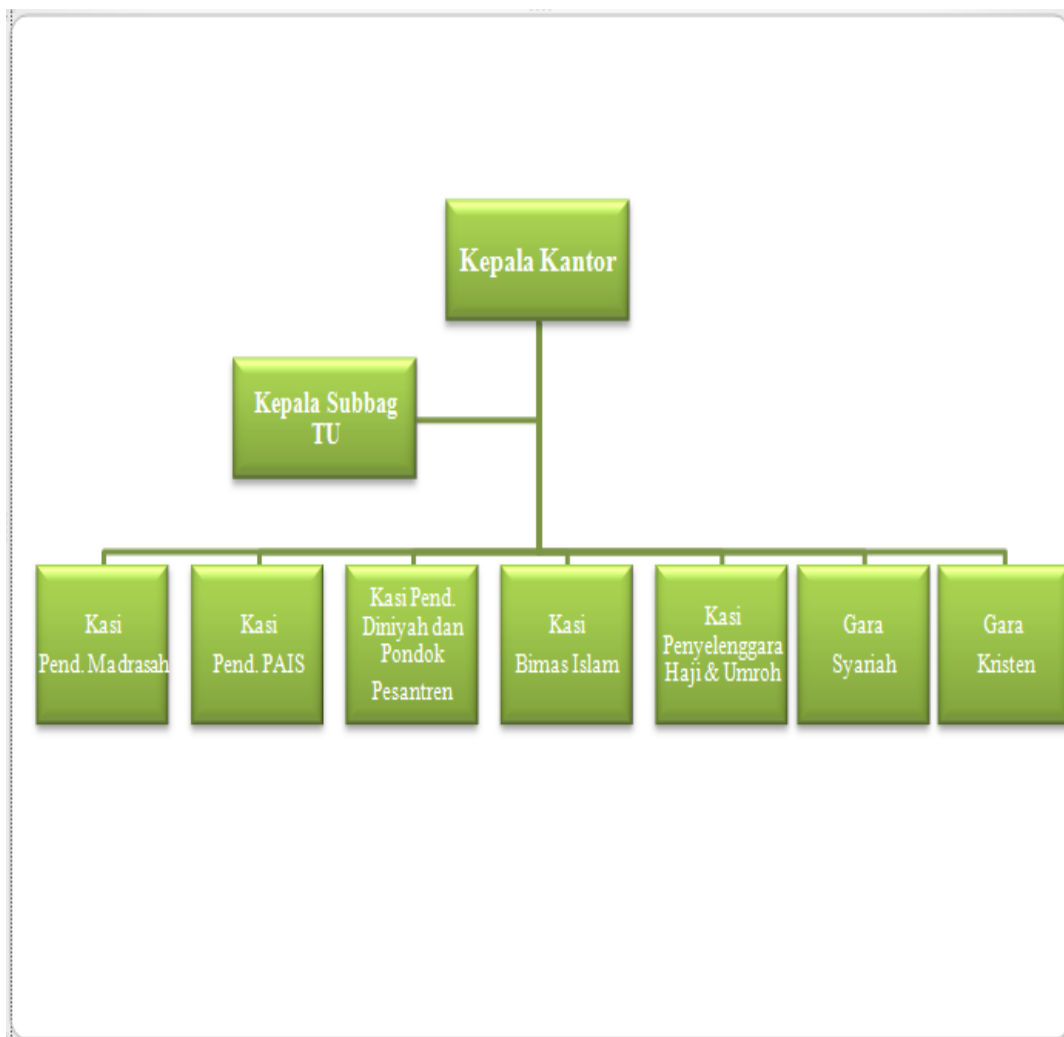 Kepala Kantor
Kepala Subbag
TU
Kasi
Pend. Madrasah
Kasi
Pend. PAIS
Kasi Pend.
Diniyah dan
Pondok
Pesantren
Kasi
Bimas Islam
Kasi
Penyelenggara
Haji & Umroh
Gara
Syariah
Gara
Kristen